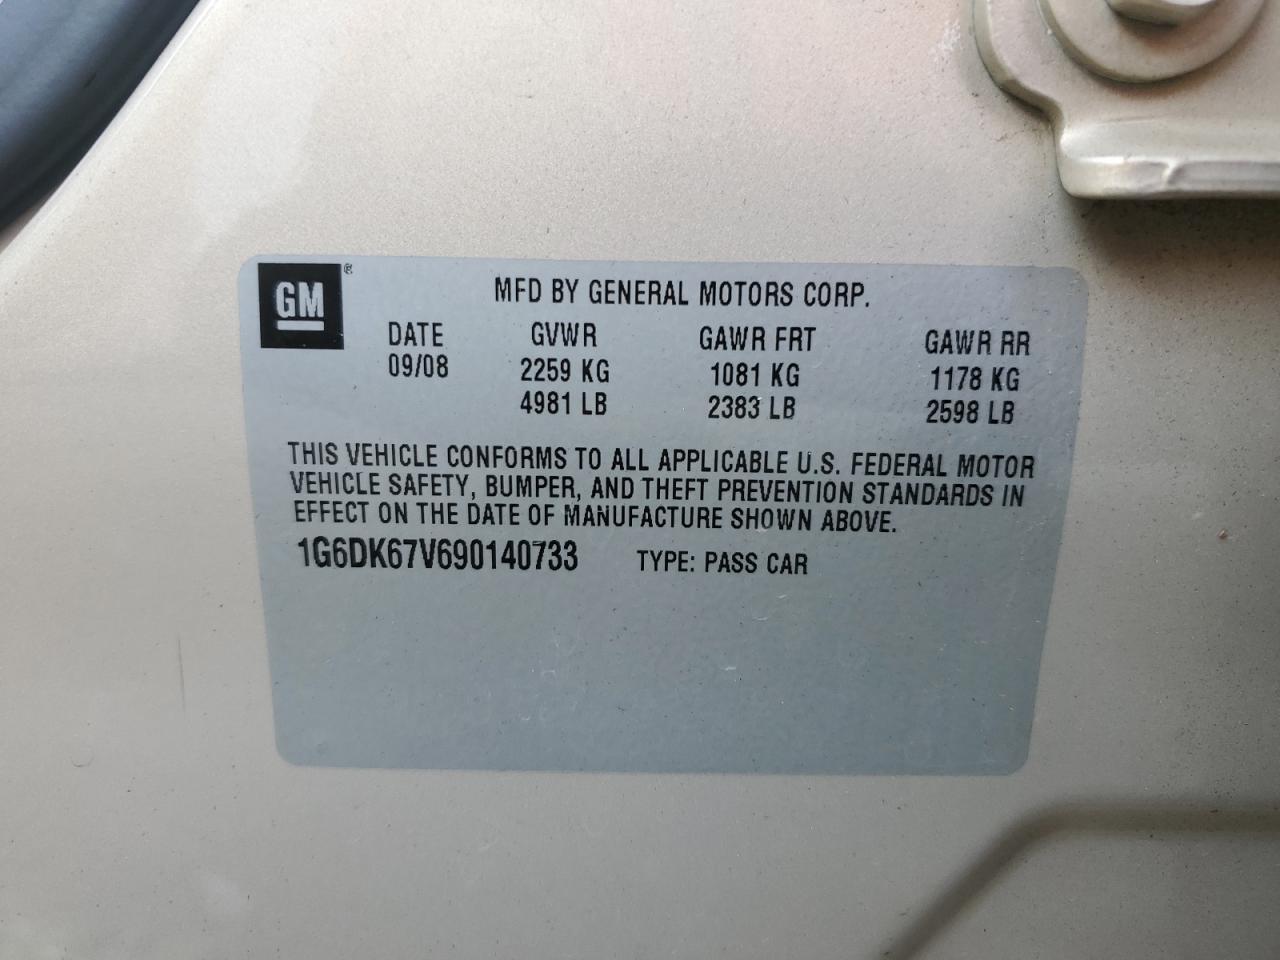 GM®
MFD BY GENERAL MOTORS CORP.
DATE GVWR GAWR FRT GAWR RR
09/08 2259 KG 1081 KG 1178 KG
4981 LB 2383 LB 2598 LB
THIS VEHICLE CONFORMS TO ALL APPLICABLE U.S. FEDERAL MOTOR
VEHICLE SAFETY, BUMPER, AND THEFT PREVENTION STANDARDS IN
EFFECT ON THE DATE OF MANUFACTURE SHOWN ABOVE.
1G6DK67V690140733 TYPE: PASS CAR